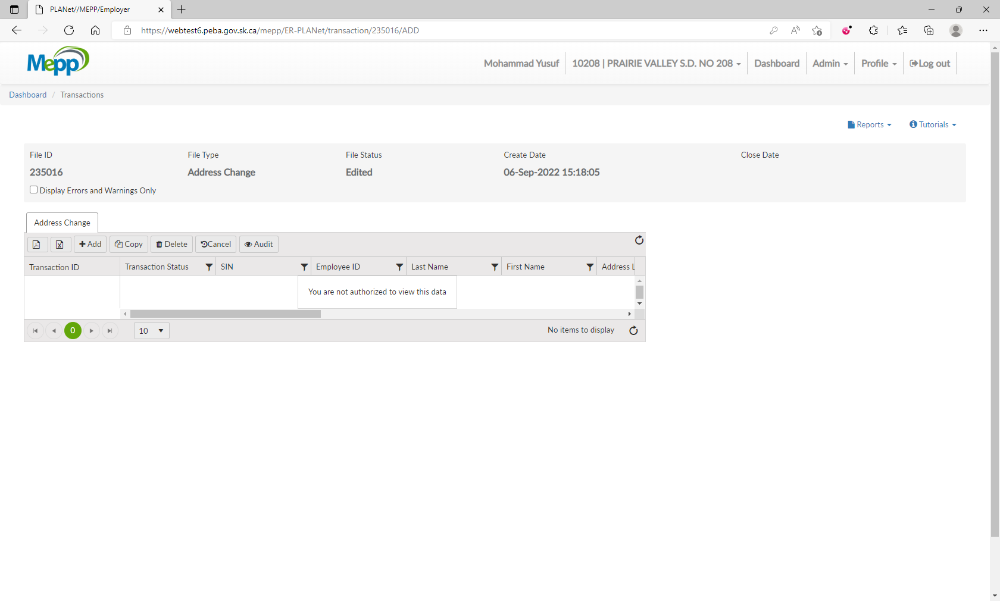 PLANet//MEPP/Employer
https://webtest6.peba.gov.sk.ca/mepp/ER-PLANet/transaction/235016/ADD
Mepp
Mohammad Yusuf
10208 | PRAIRIE VALLEY S.D. NO 208
Dashboard
Admin
Profile
Log out
Dashboard / Transactions
Reports
Tutorials
File ID
File Type
File Status
Create Date
Close Date
235016
Address Change
Edited
06-Sep-2022 15:18:05
Display Errors and Warnings Only
Address Change
Add
Copy
Delete
Cancel
Audit
Transaction ID
Transaction Status
SIN
Employee ID
Last Name
First Name
Address L
You are not authorized to view this data
0
10
No items to display